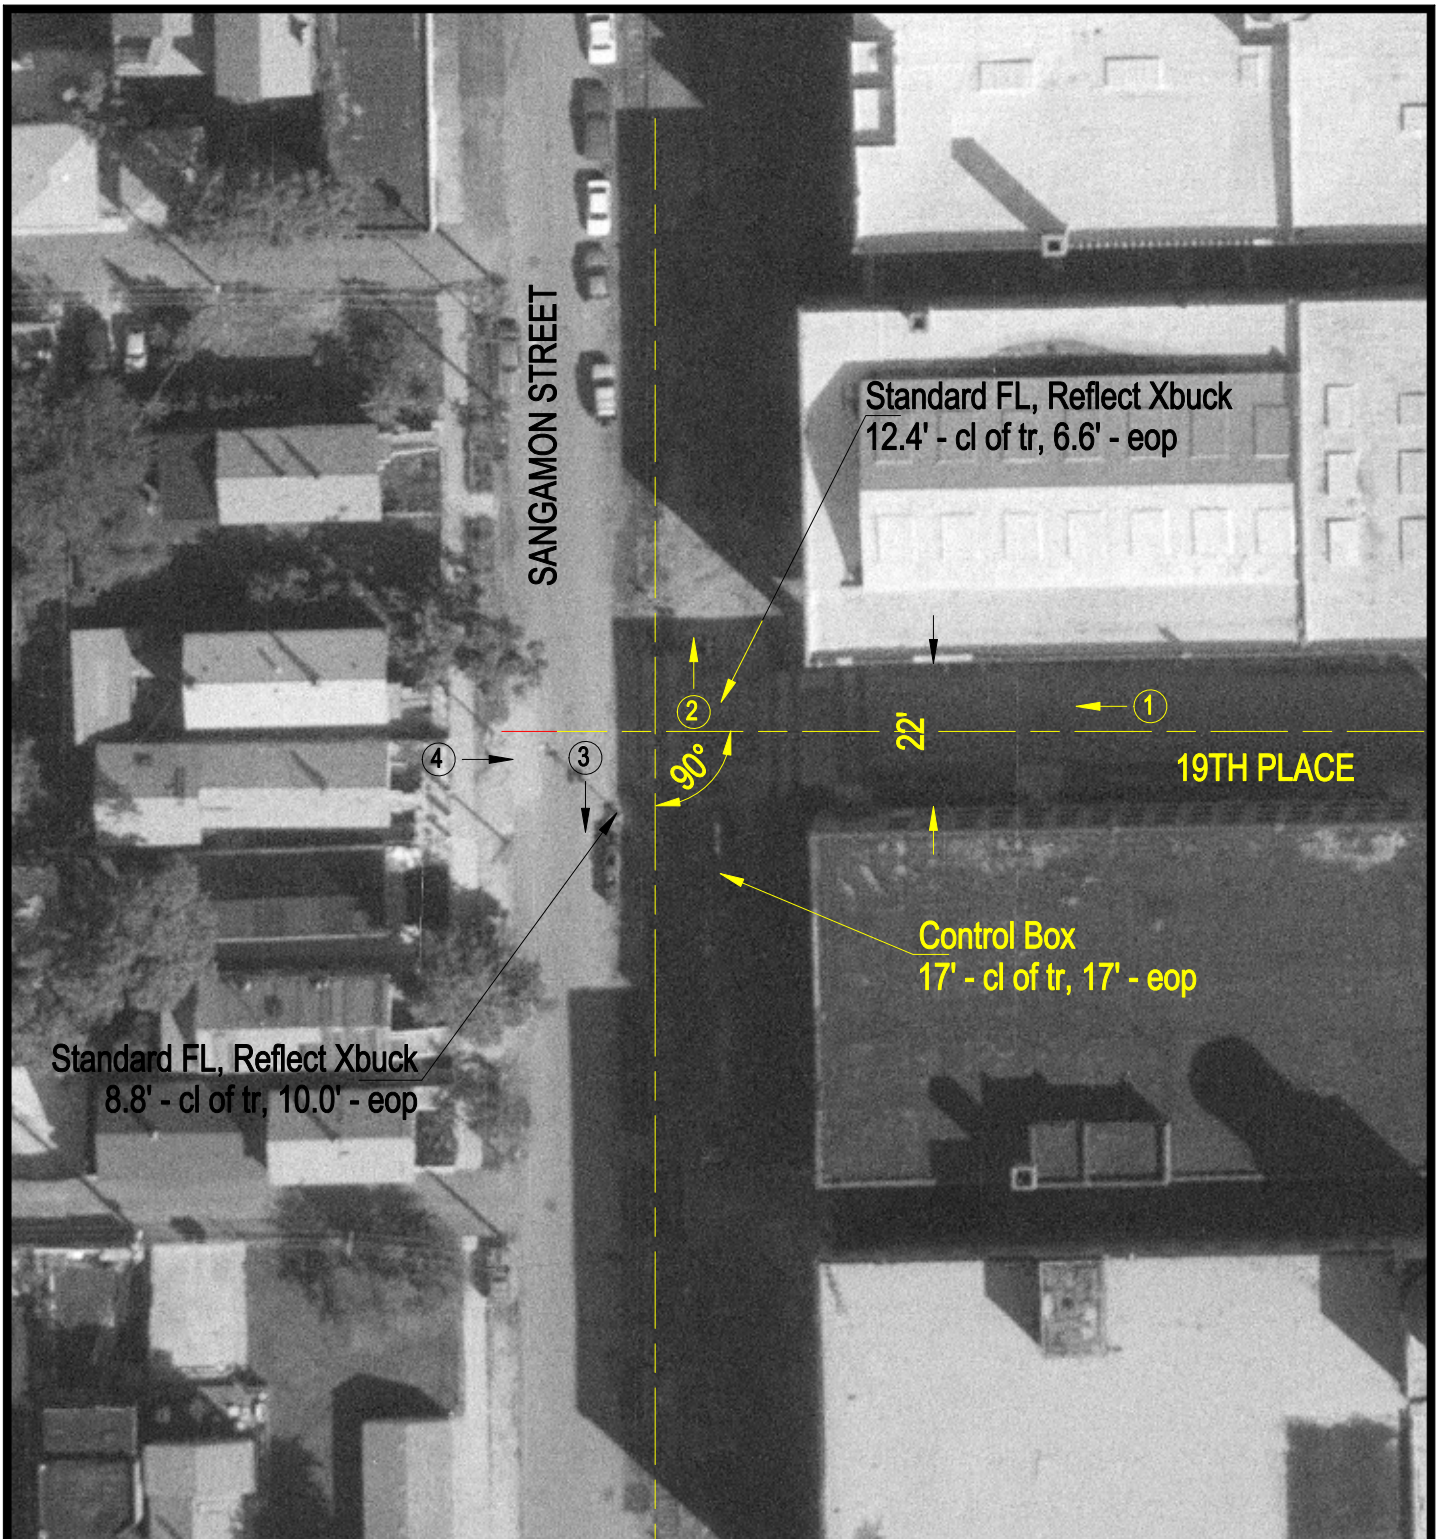 SANGAMON STREET
Standard FL, Reflect Xbuck
12.4' - cl of tr, 6.6' - eop
2
1
22'
90°
19TH PLACE
4
3
Control Box
17' - cl of tr, 17' - eop
Standard FL, Reflect Xbuck
8.8' - cl of tr, 10.0' - eop